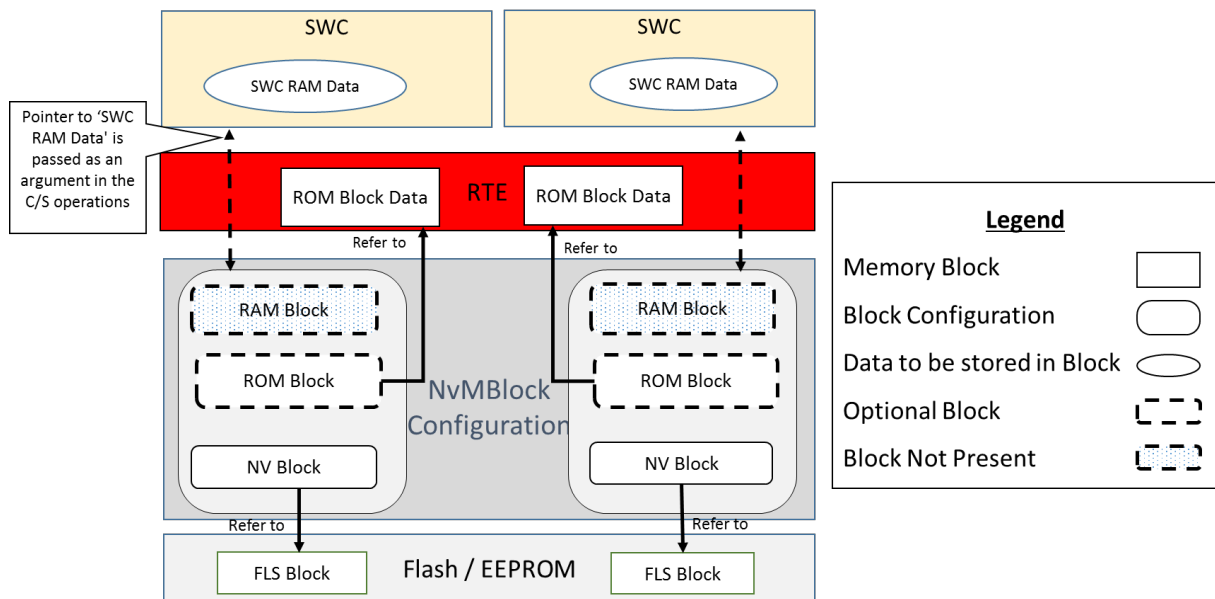 SWC
SWC
SWC RAM Data
SWC RAM Data
Pointer to ‘SWC
RAM Data' is
passed as an
argument in the
C/S operations
ROM Block Data
RTE
ROM Block Data
Refer to
Refer to
RAM Block
RAM Block
ROM Block
ROM Block
NvMBlock
Configuration
NV Block
NV Block
Refer to
Refer to
FLS Block
Flash / EEPROM
FLS Block
Legend
Memory Block
Block Configuration
Data to be stored in Block
Optional Block
Block Not Present